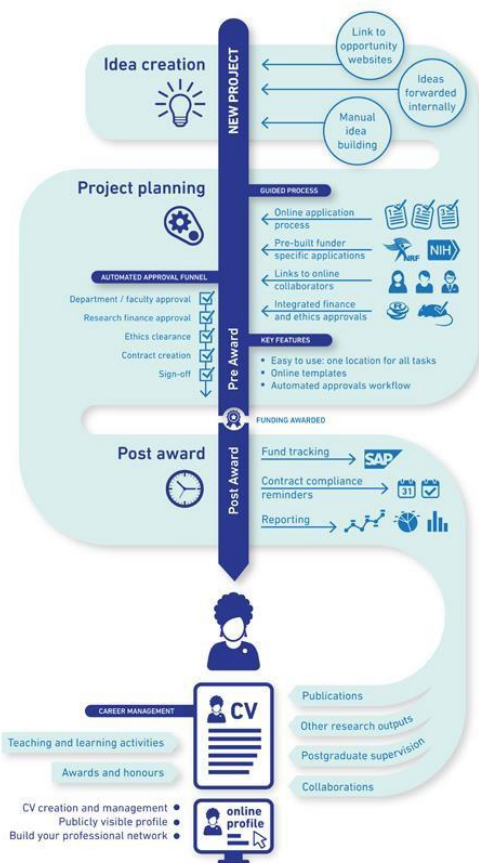 Link to
opportunity
websites
Idea creation
NEW PROJECT
Ideas
forwarded
internally
Manual
idea
building
Project planning
GUIDED PROCESS
Online application
process
1
2
3
Pre-built funder
specific applications
NRF
NIH
AUTOMATED APPROVAL FUNNEL
Links to online
collaborators
Department / faculty approval
Research finance approval
Ethics clearance
Contract creation
Sign-off
Integrated finance
and ethics approvals
R
Pre Award
KEY FEATURES
Easy to use: one location for all tasks
Online templates
Automated approvals workflow
FUNDING AWARDED
Post award
Post Award
Fund tracking
SAP
Contract compliance
reminders
31
Reporting
CAREER MANAGEMENT
CV
Teaching and learning activities
Awards and honours
Publications
Other research outputs
Postgraduate supervision
Collaborations
CV creation and management
Publicly visible profile
Build your professional network
online
profile